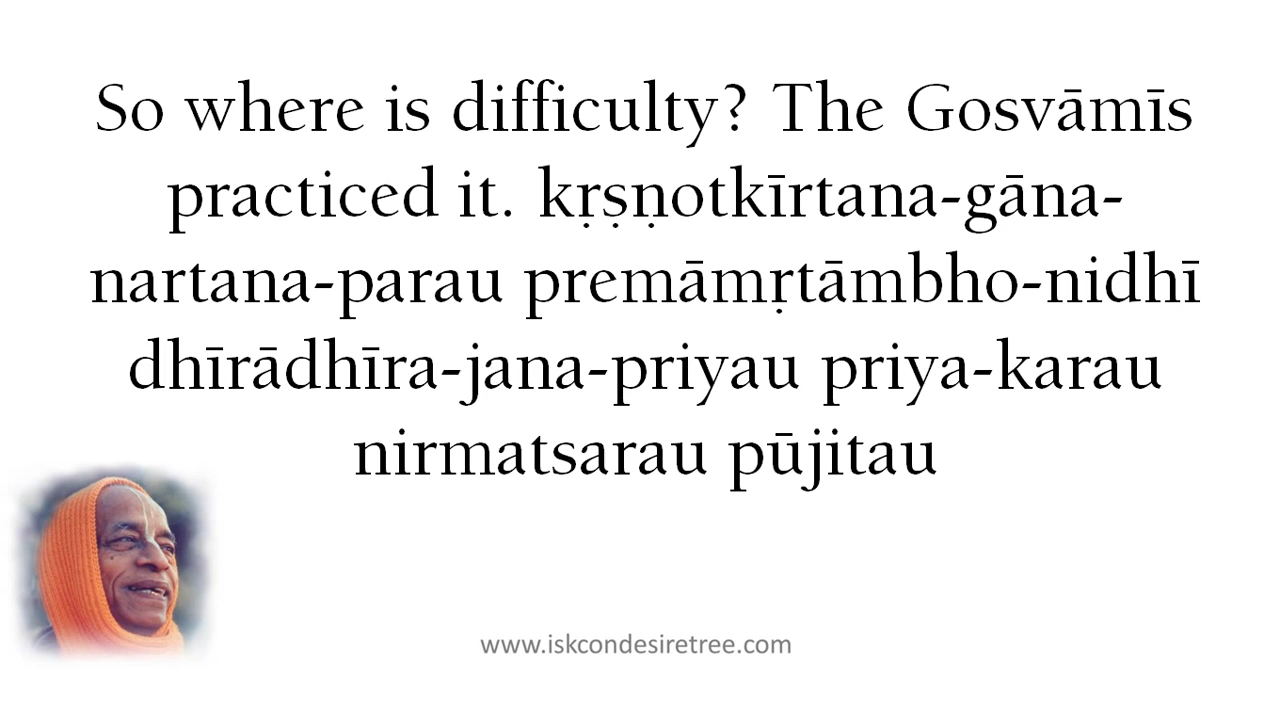 So where is difficulty? The Gosvāmīs
practiced it. kṛṣṇotkīrtana-gāna-
nartana-parau premāmṛtāmbho-nidhī
dhīrādhīra-jana-priyau priya-karau
nirmatsarau pūjitau
www.iskcondesiretree.com